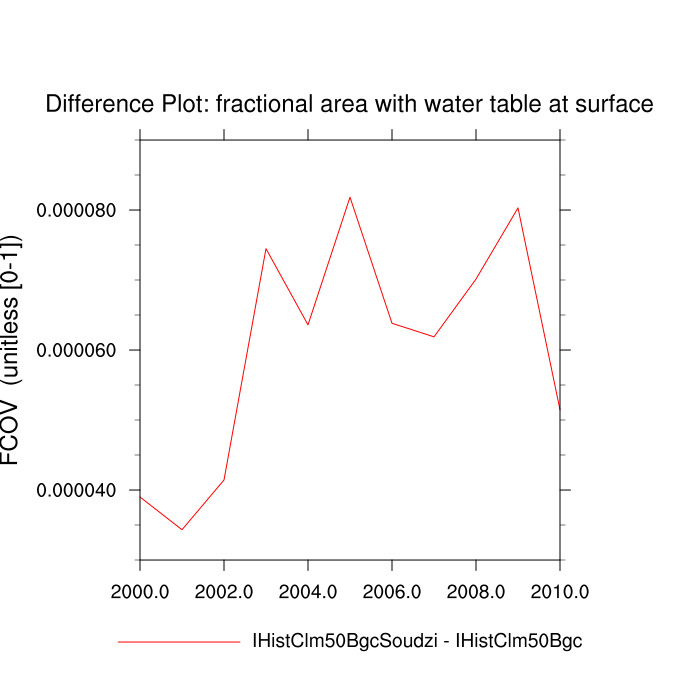 Difference Plot: fractional area with water table at surface
FCOV (unitless [0-1])
0.000080
0.000060
0.000040
2000.0 2002.0 2004.0 2006.0 2008.0 2010.0
IHistClm50BgcSoudzi - IHistClm50Bgc